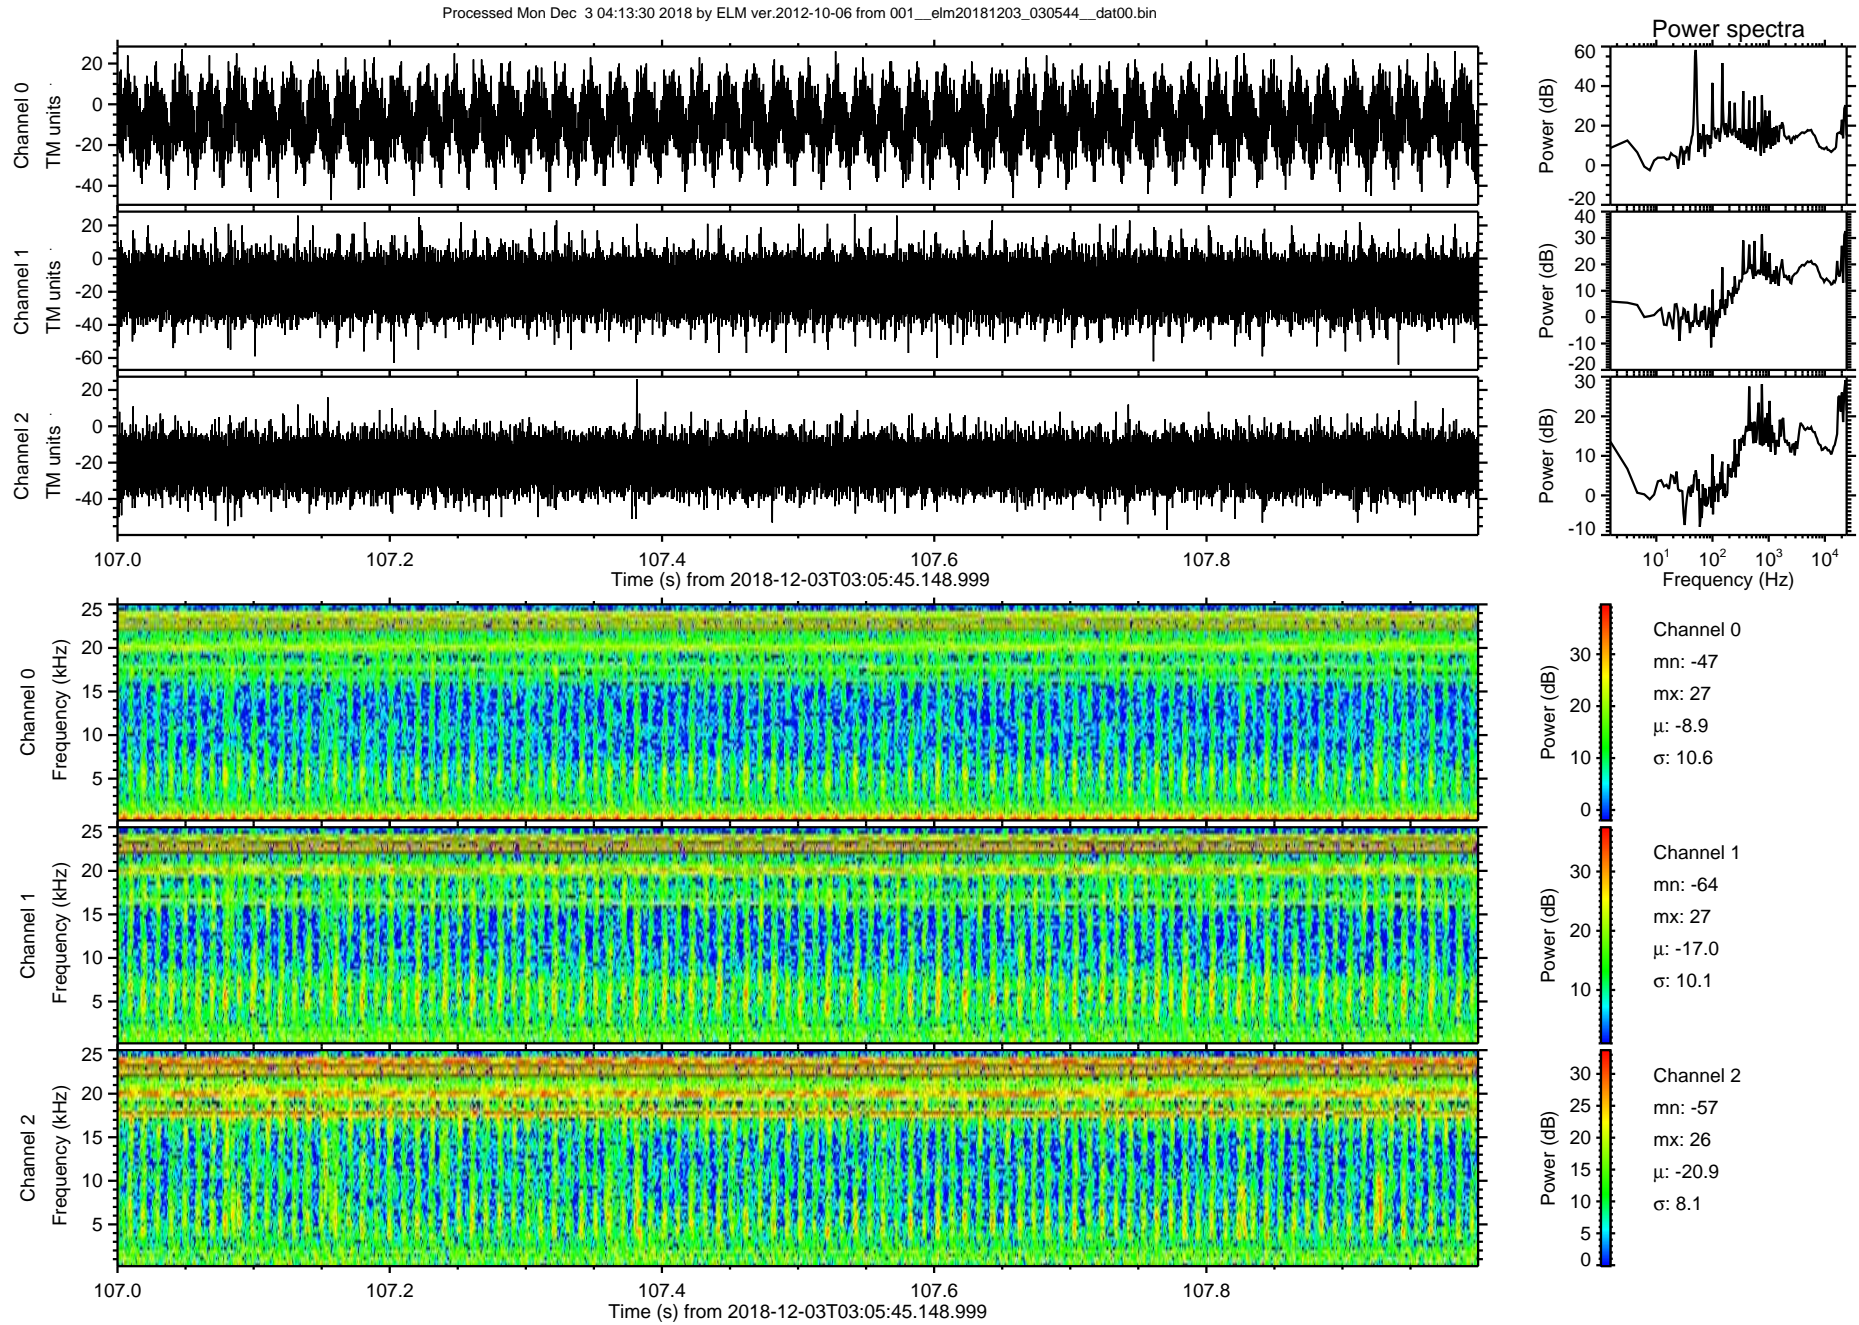 Processed Mon Dec  3 04:13:30 2018 by ELM ver.2012-10-06 from 001__elm20181203_030544__dat00.bin
Power spectra
Channel 0
TM units
20
0
-20
-40
Power (dB)
60
40
20
0
-20
Channel 1
TM units
20
0
-20
-40
-60
Power (dB)
40
30
20
10
0
-10
-20
Channel 2
TM units
20
0
-20
-40
Power (dB)
30
20
10
0
-10
107.0 107.2 107.4 107.6 107.8
Time (s) from 2018-12-03T03:05:45.148.999
10^1 10^2 10^3 10^4
Frequency (Hz)
Channel 0
Frequency (kHz)
25
20
15
10
5
Power (dB)
30
20
10
0
Channel 0
mn: -47
mx: 27
μ: -8.9
σ: 10.6
Channel 1
Frequency (kHz)
25
20
15
10
5
Power (dB)
30
20
10
Channel 1
mn: -64
mx: 27
μ: -17.0
σ: 10.1
Channel 2
Frequency (kHz)
25
20
15
10
5
Power (dB)
30
25
20
15
10
5
0
Channel 2
mn: -57
mx: 26
μ: -20.9
σ: 8.1
107.0 107.2 107.4 107.6 107.8
Time (s) from 2018-12-03T03:05:45.148.999